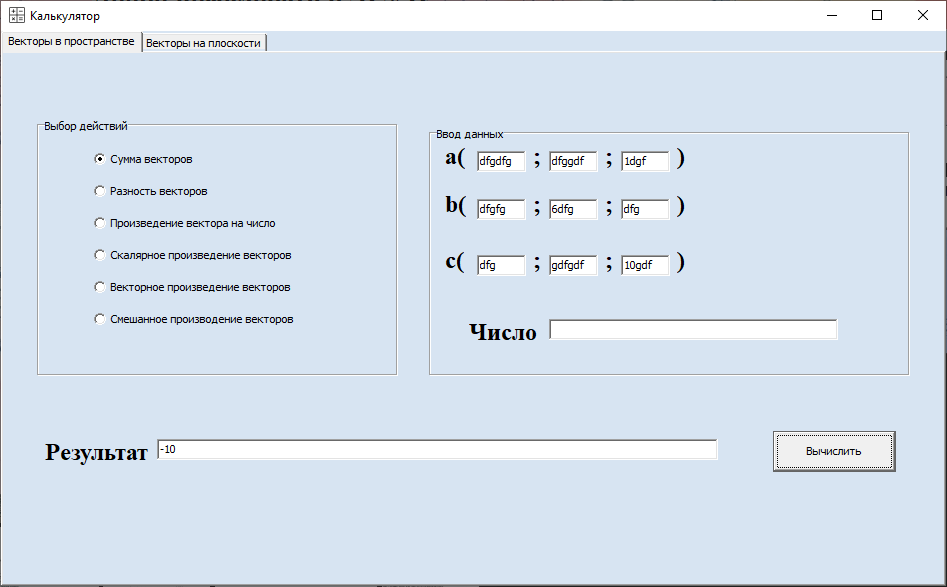 Калькулятор
Векторы в пространстве Векторы на плоскости
Выбор действий
Сумма векторов
Разность векторов
Произведение вектора на число
Скалярное произведение векторов
Векторное произведение векторов
Смешанное производение векторов
Ввод данных
a( dfgdfg ; dfggdf ; 1dgf )
b( dfgfg ; 6dfg ; dfg )
c( dfg ; gdfgdf ; 10gdf )
Число
Результат -10
Вычислить